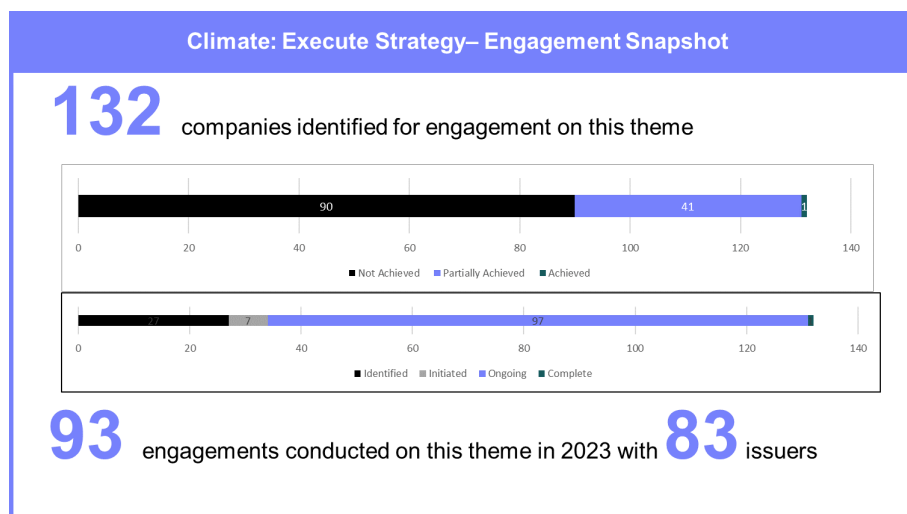 Climate: Execute Strategy– Engagement Snapshot
132 companies identified for engagement on this theme
90 41 1
0 20 40 60 80 100 120 140
Not Achieved Partially Achieved Achieved
27 7 97
0 20 40 60 80 100 120 140
Identified Initiated Ongoing Complete
93 engagements conducted on this theme in 2023 with 83 issuers